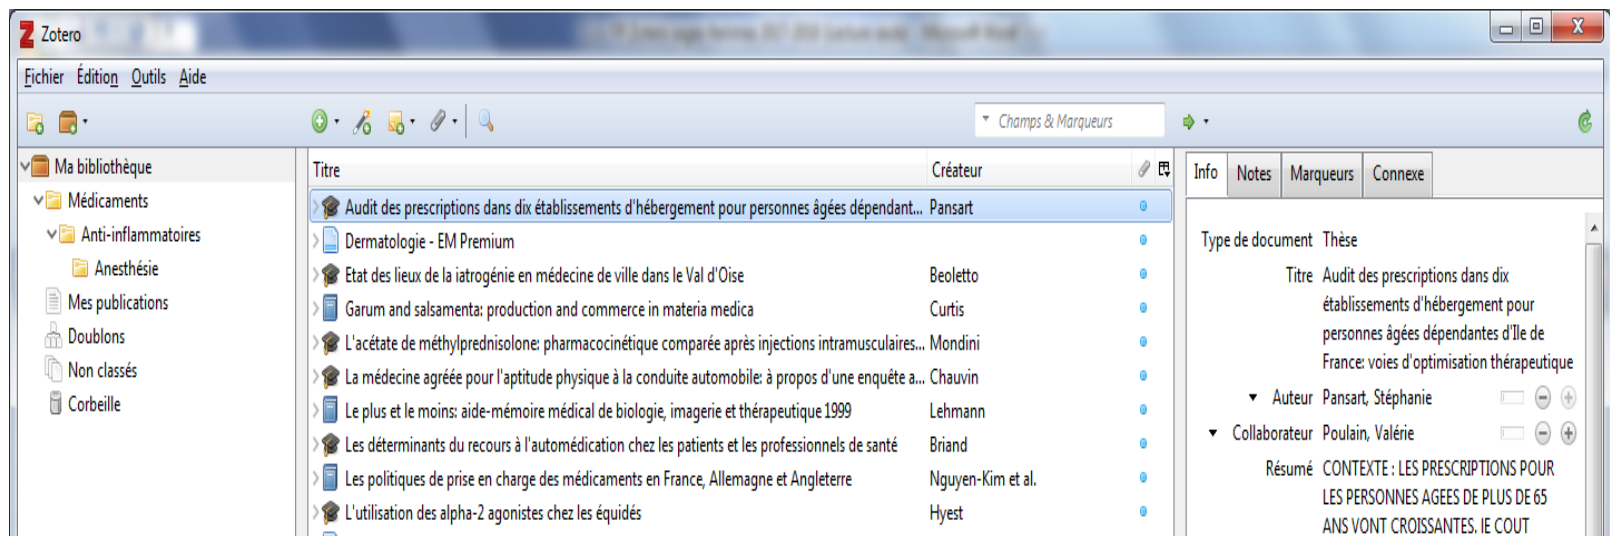 Zotero
Fichier Édition Outils Aide
Champs & Marqueurs
Ma bibliothèque
Médicaments
Anti-inflammatoires
Anesthésie
Mes publications
Doublons
Non classés
Corbeille
Titre Créateur
Audit des prescriptions dans dix établissements d'hébergement pour personnes âgées dépendant... Pansart
Dermatologie - EM Premium
Etat des lieux de la iatrogénie en médecine de ville dans le Val d'Oise Beoletto
Garum and salsamenta: production and commerce in materia medica Curtis
L'acétate de méthylprednisolone: pharmacocinétique comparée après injections intramusculaires... Mondini
La médecine agréée pour l'aptitude physique à la conduite automobile: à propos d'une enquête a... Chauvin
Le plus et le moins: aide-mémoire médical de biologie, imagerie et thérapeutique 1999 Lehmann
Les déterminants du recours à l'automédication chez les patients et les professionnels de santé Briand
Les politiques de prise en charge des médicaments en France, Allemagne et Angleterre Nguyen-Kim et al.
L'utilisation des alpha-2 agonistes chez les équidés Hyest
Info Notes Marqueurs Connexe
Type de document Thèse
Titre Audit des prescriptions dans dix
établissements d'hébergement pour
personnes âgées dépendantes d'Ile de
France: voies d'optimisation thérapeutique
Auteur Pansart, Stéphanie
Collaborateur Poulain, Valérie
Résumé CONTEXTE : LES PRESCRIPTIONS POUR
LES PERSONNES AGEES DE PLUS DE 65
ANS VONT CROISSANTES. LE COUT